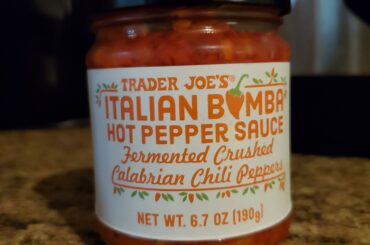 TRADER JOE'S®
ITALIAN BOMBA
HOT PEPPER SAUCE
Fermented Crushed
Calabrian Chili Peppers
NET WT. 6.7 OZ (190g)